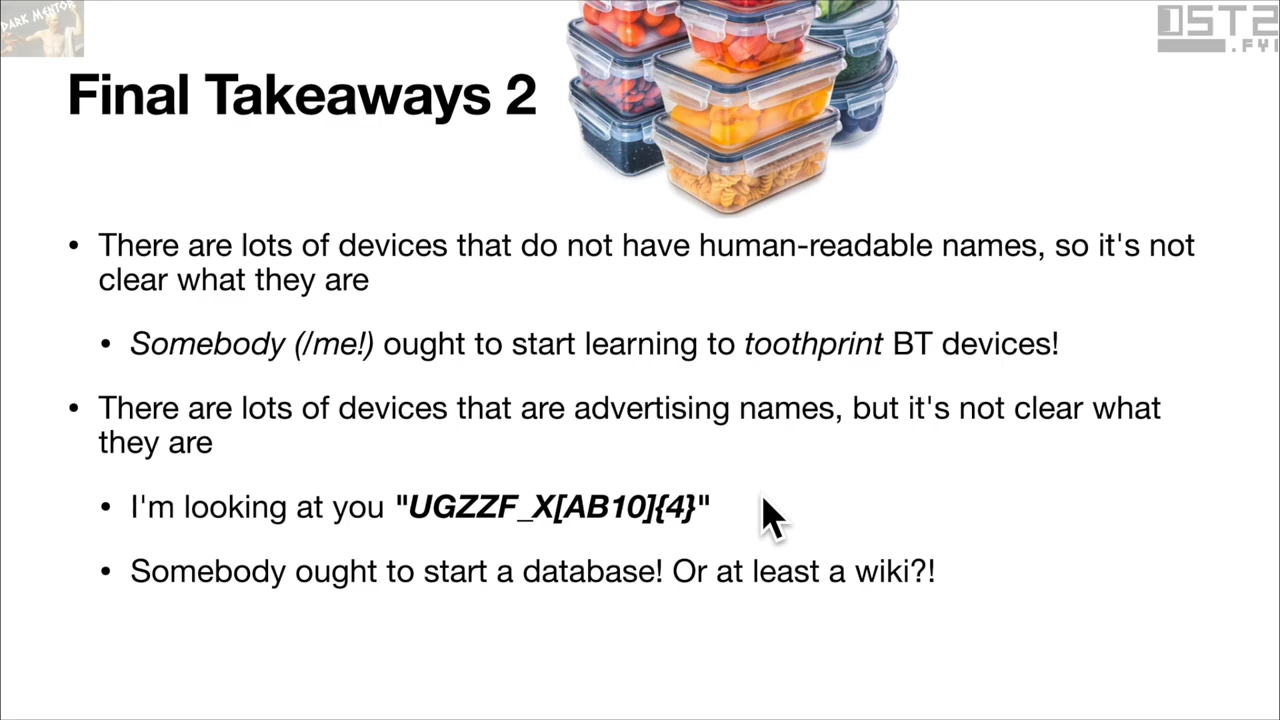 DARK MENTOR
OST2
.FYI
Final Takeaways 2
• There are lots of devices that do not have human-readable names, so it's not
clear what they are
• Somebody (/me!) ought to start learning to toothprint BT devices!
• There are lots of devices that are advertising names, but it's not clear what
they are
• I'm looking at you "UGZZF_X[AB10]{4}"
• Somebody ought to start a database! Or at least a wiki?!